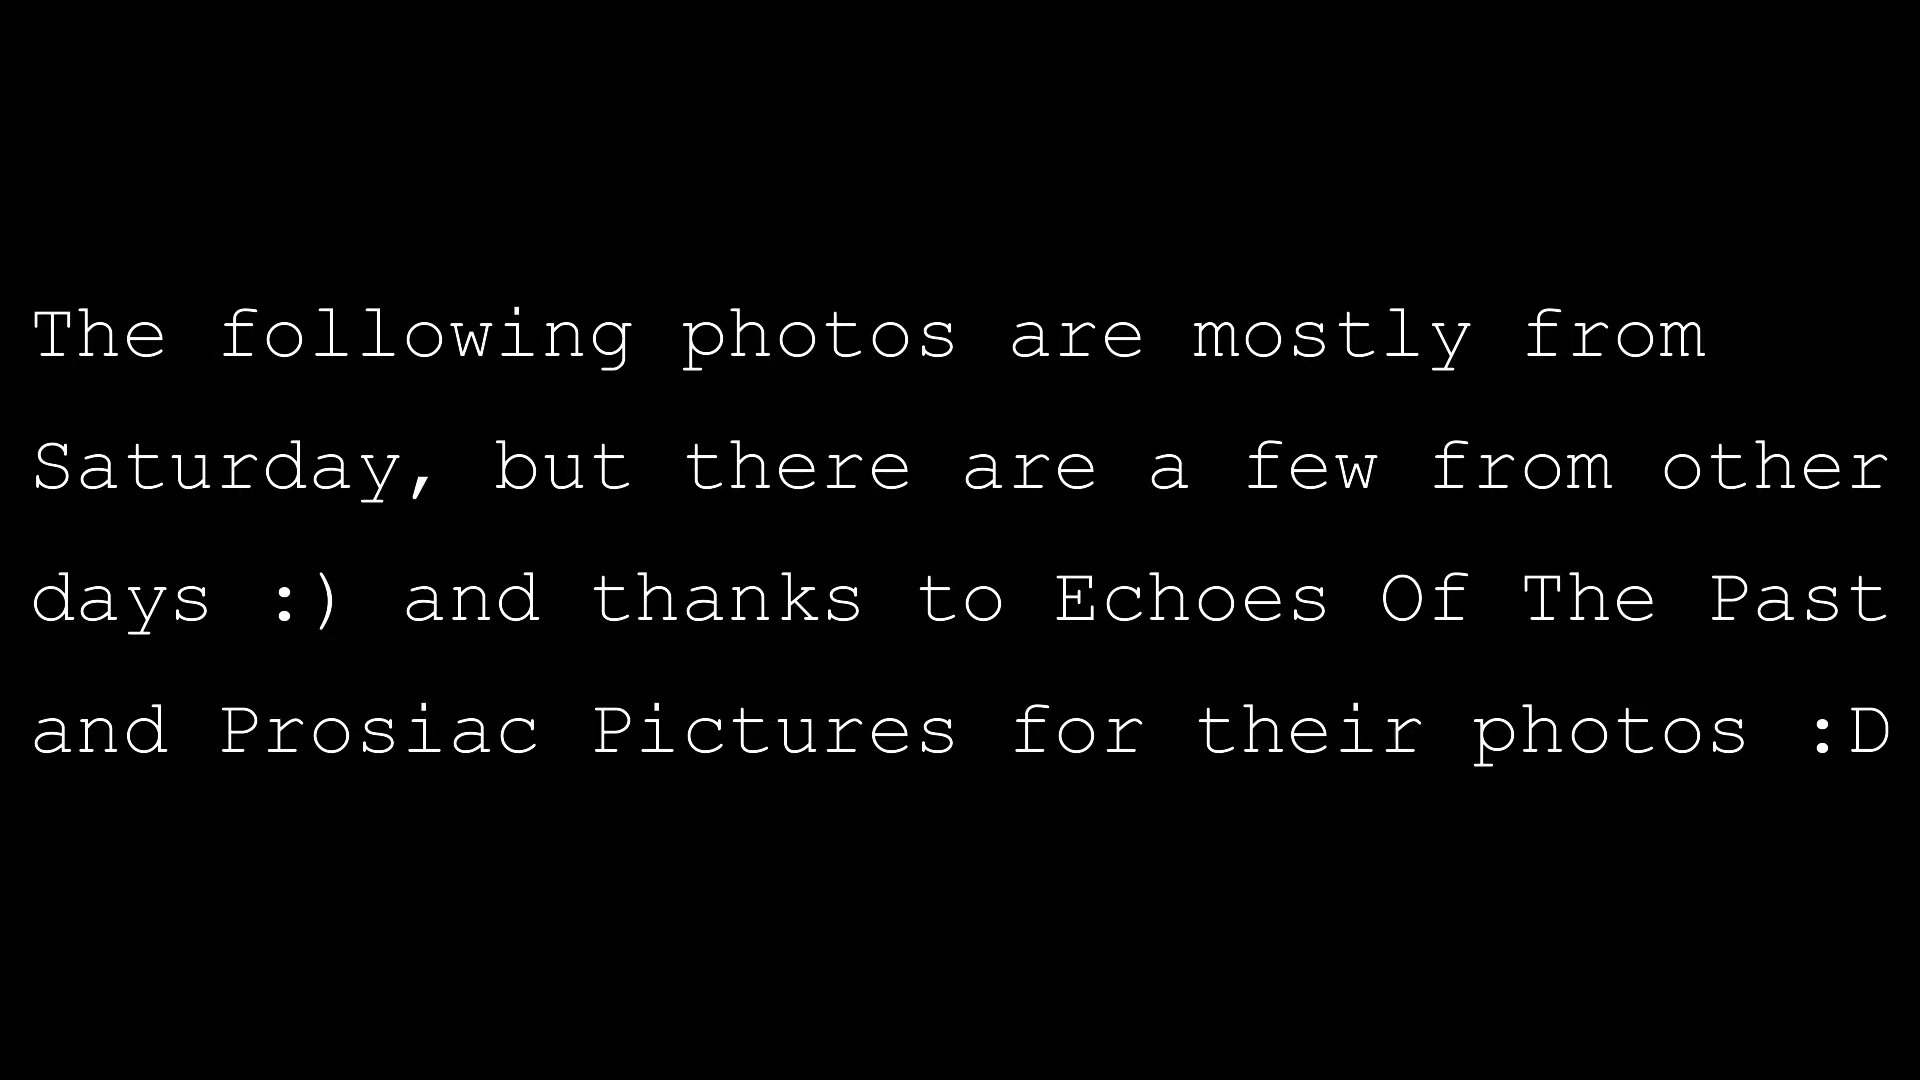 The following photos are mostly from
Saturday, but there are a few from other
days :) and thanks to Echoes Of The Past
and Prosiac Pictures for their photos :D